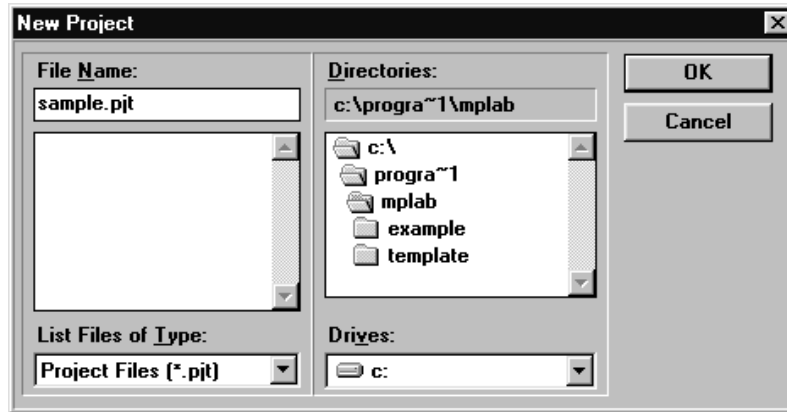 New Project
File Name:
sample.pjt
List Files of Type:
Project Files (*.pjt)
Directories:
c:\progra~1\mplab
c:\
progra~1
mplab
example
template
Drives:
c:
OK
Cancel